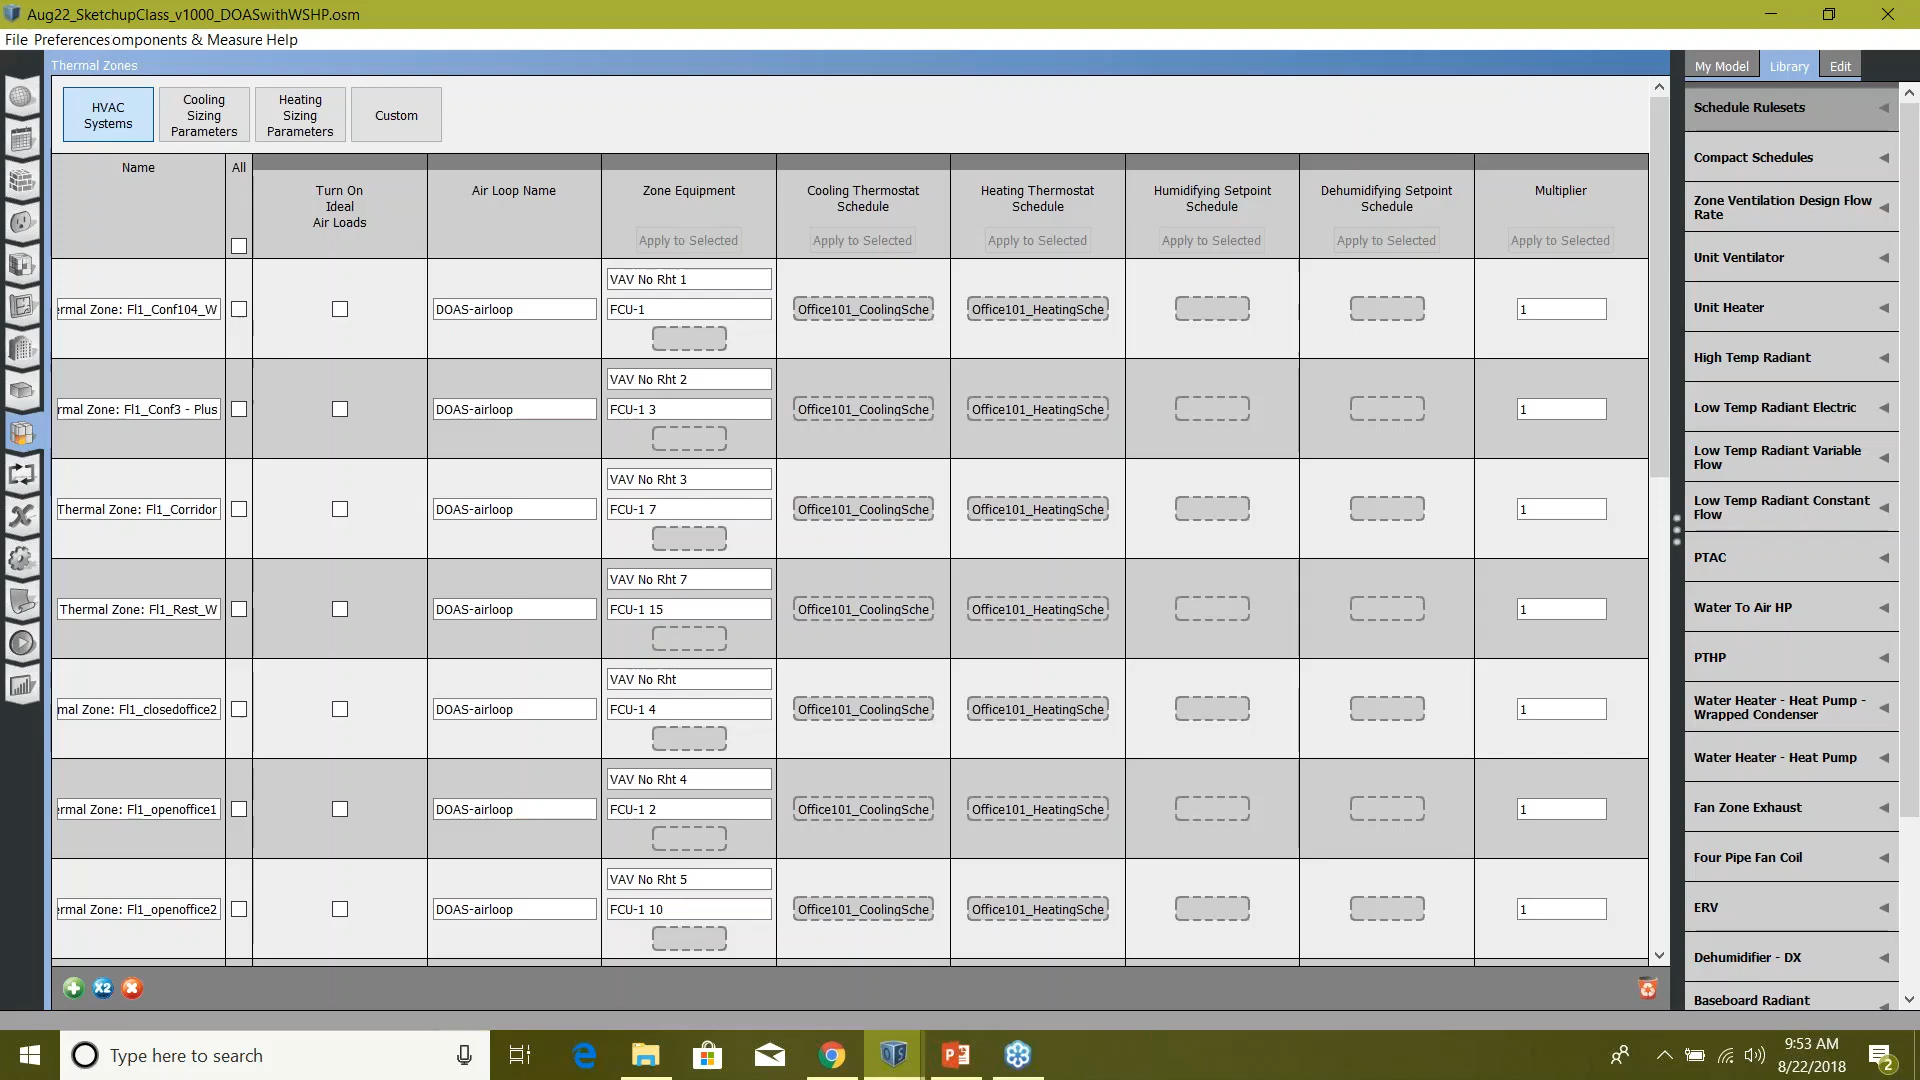 Aug22_SketchupClass_v1000_DOASwithWSHP.osm
File Preferences omponents & Measure Help
Thermal Zones
HVAC
Systems
Cooling
Sizing
Parameters
Heating
Sizing
Parameters
Custom
Name
All
Turn On
Ideal
Air Loads
Air Loop Name
Zone Equipment
Cooling Thermostat
Schedule
Heating Thermostat
Schedule
Humidifying Setpoint
Schedule
Dehumidifying Setpoint
Schedule
Multiplier
Apply to Selected
Apply to Selected
Apply to Selected
Apply to Selected
Apply to Selected
Apply to Selected
VAV No Rht 1
ermal Zone: Fl1_Conf104_W DOAS-airloop FCU-1 Office101_CoolingSche Office101_HeatingSche 1
VAV No Rht 2
rmal Zone: Fl1_Conf3 - Plus DOAS-airloop FCU-1 3 Office101_CoolingSche Office101_HeatingSche 1
VAV No Rht 3
Thermal Zone: Fl1_Corridor DOAS-airloop FCU-1 7 Office101_CoolingSche Office101_HeatingSche 1
VAV No Rht 7
Thermal Zone: Fl1_Rest_W DOAS-airloop FCU-1 15 Office101_CoolingSche Office101_HeatingSche 1
VAV No Rht
mal Zone: Fl1_closedoffice2 DOAS-airloop FCU-1 4 Office101_CoolingSche Office101_HeatingSche 1
VAV No Rht 4
ermal Zone: Fl1_openoffice1 DOAS-airloop FCU-1 2 Office101_CoolingSche Office101_HeatingSche 1
VAV No Rht 5
ermal Zone: Fl1_openoffice2 DOAS-airloop FCU-1 10 Office101_CoolingSche Office101_HeatingSche 1
X2
My Model
Library
Edit
Schedule Rulesets
Compact Schedules
Zone Ventilation Design Flow
Rate
Unit Ventilator
Unit Heater
High Temp Radiant
Low Temp Radiant Electric
Low Temp Radiant Variable
Flow
Low Temp Radiant Constant
Flow
PTAC
Water To Air HP
PTHP
Water Heater - Heat Pump -
Wrapped Condenser
Water Heater - Heat Pump
Fan Zone Exhaust
Four Pipe Fan Coil
ERV
Dehumidifier - DX
Baseboard Radiant
Type here to search
9:53 AM
8/22/2018
2